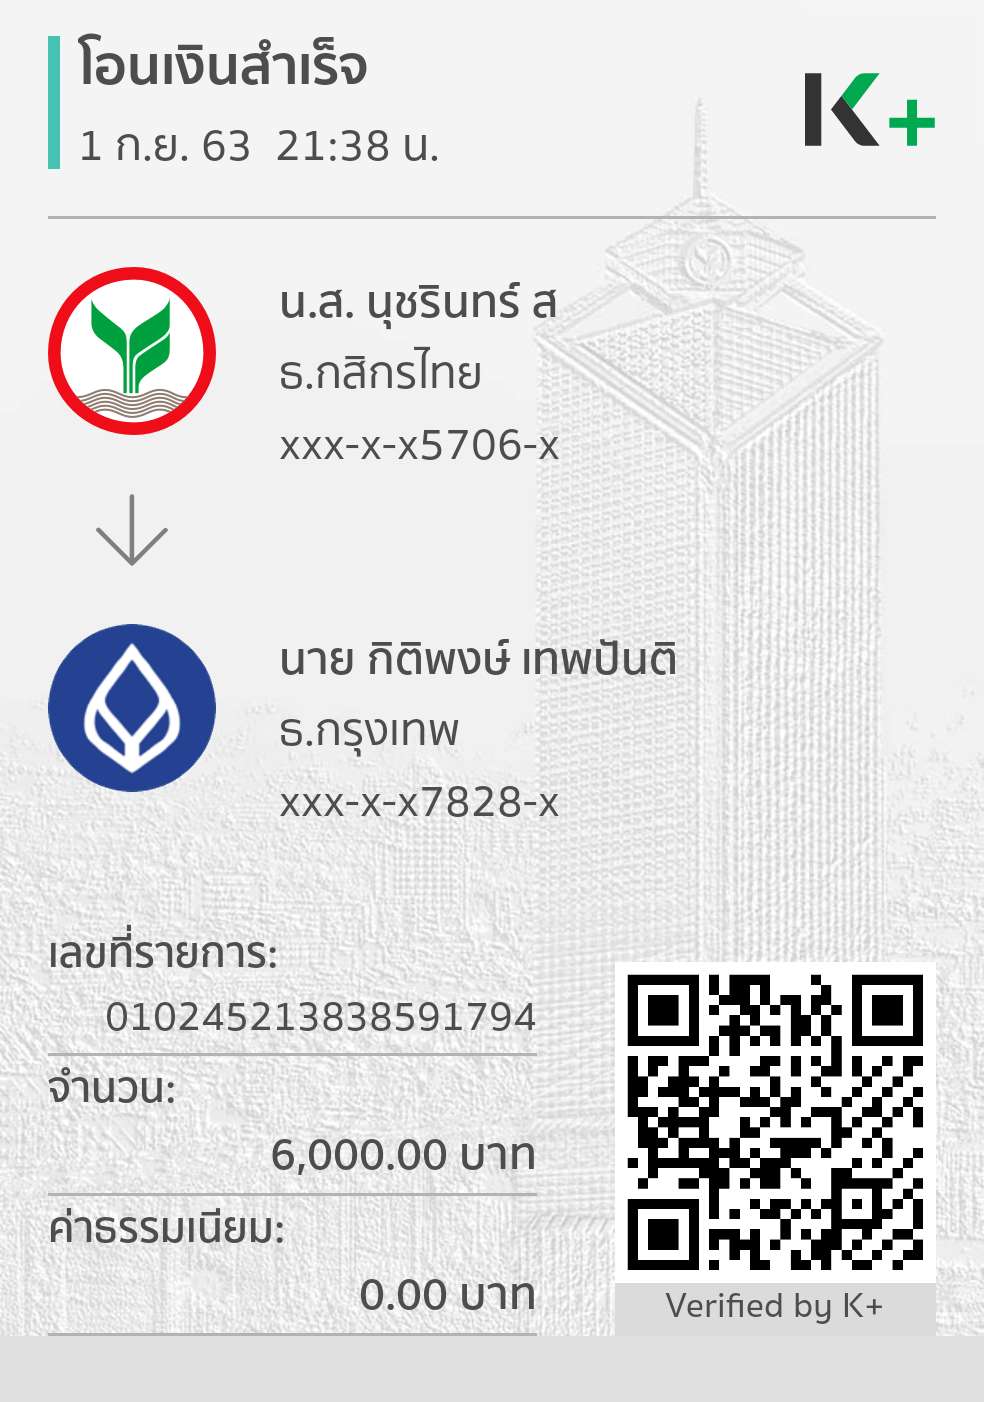 โอนเงินสำเร็จ
1 ก.ย. 63 21:38 น.
K+
น.ส. นุชรินทร์ ส
ธ.กสิกรไทย
xxx-x-x5706-x
นาย กิติพงษ์ เทพปันติ
ธ.กรุงเทพ
xxx-x-x7828-x
เลขที่รายการ:
010245213838591794
จำนวน:
6,000.00 บาท
ค่าธรรมเนียม:
0.00 บาท
Verified by K+